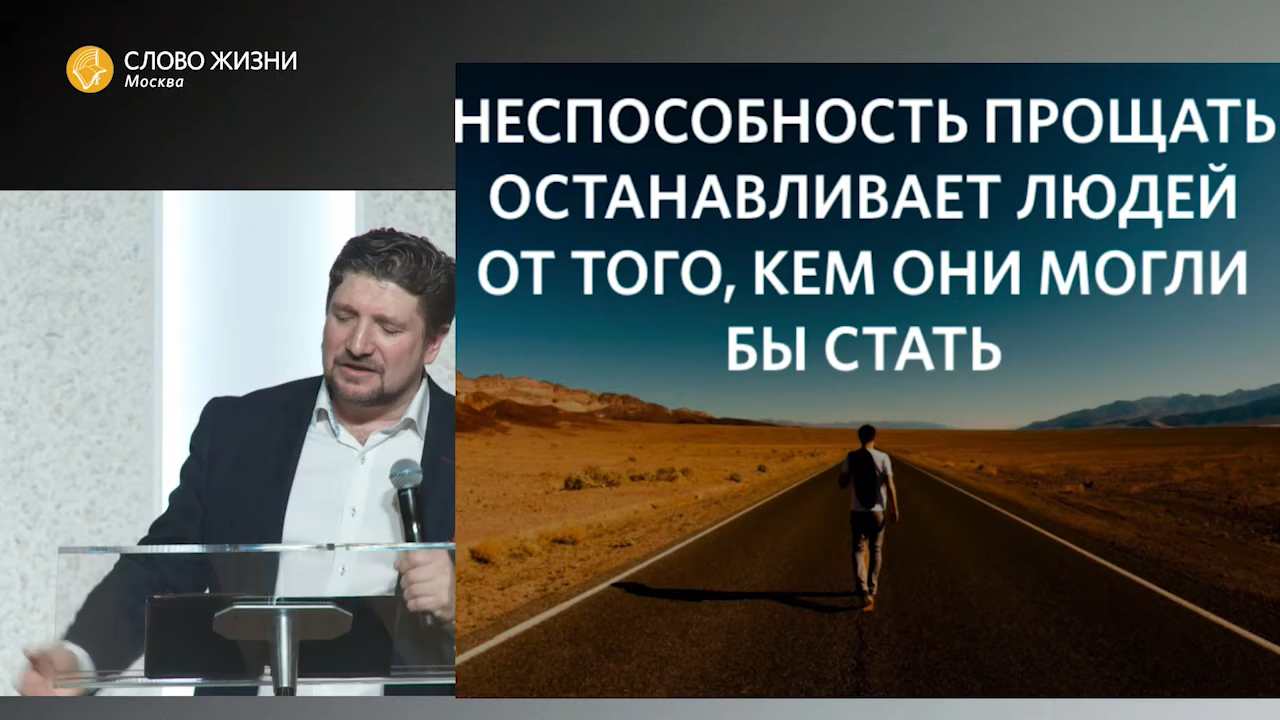 СЛОВО ЖИЗНИ
Москва
НЕСПОСОБНОСТЬ ПРОЩАТЬ
ОСТАНАВЛИВАЕТ ЛЮДЕЙ
ОТ ТОГО, КЕМ ОНИ МОГЛИ
БЫ СТАТЬ